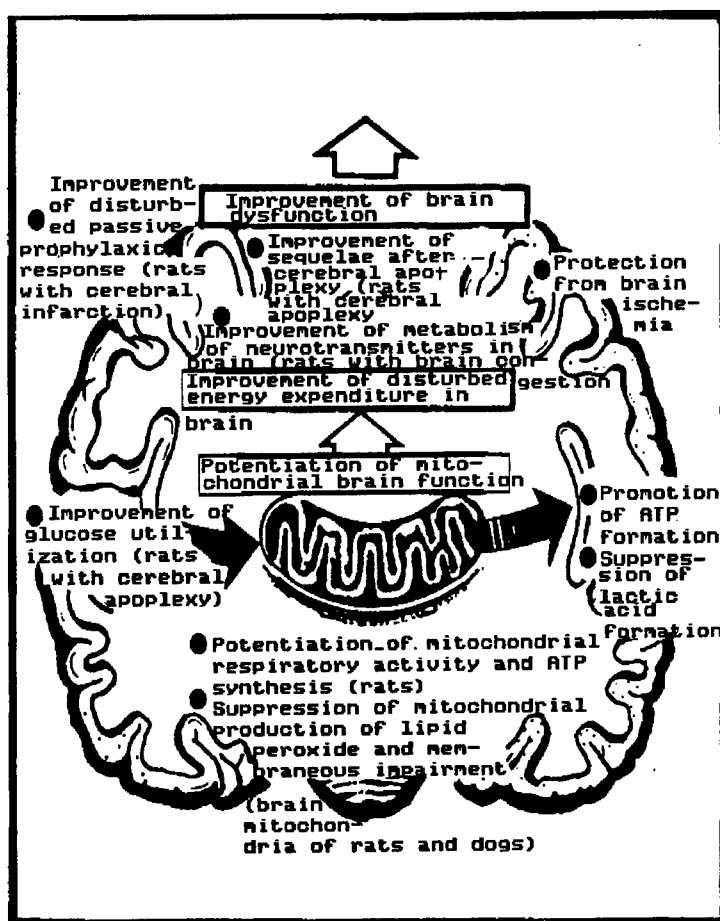 Improvement of brain
dysfunction
● Improvement
of disturb-
ed passive
prophylaxic
response (rats
with cerebral
infarction)
● Improvement of
sequelae after
cerebral apo-
plexy (rats
with cerebral
apoplexy
● Protection
from brain
ische-
mia
● Improvement of metabolism
of neurotransmitters in
brain (rats with brain con-
gestion
Improvement of disturbed
energy expenditure in
brain
Potentiation of mito-
chondrial brain function
● Improvement of
glucose util-
ization (rats
with cerebral
apoplexy)
● Promotion
of ATP
formation
● Suppres-
sion of
lactic
acid
formation
● Potentiation of mitochondrial
respiratory activity and ATP
synthesis (rats)
● Suppression of mitochondrial
production of lipid
peroxide and mem-
braneous impairment
(brain
mitochon-
dria of rats and dogs)